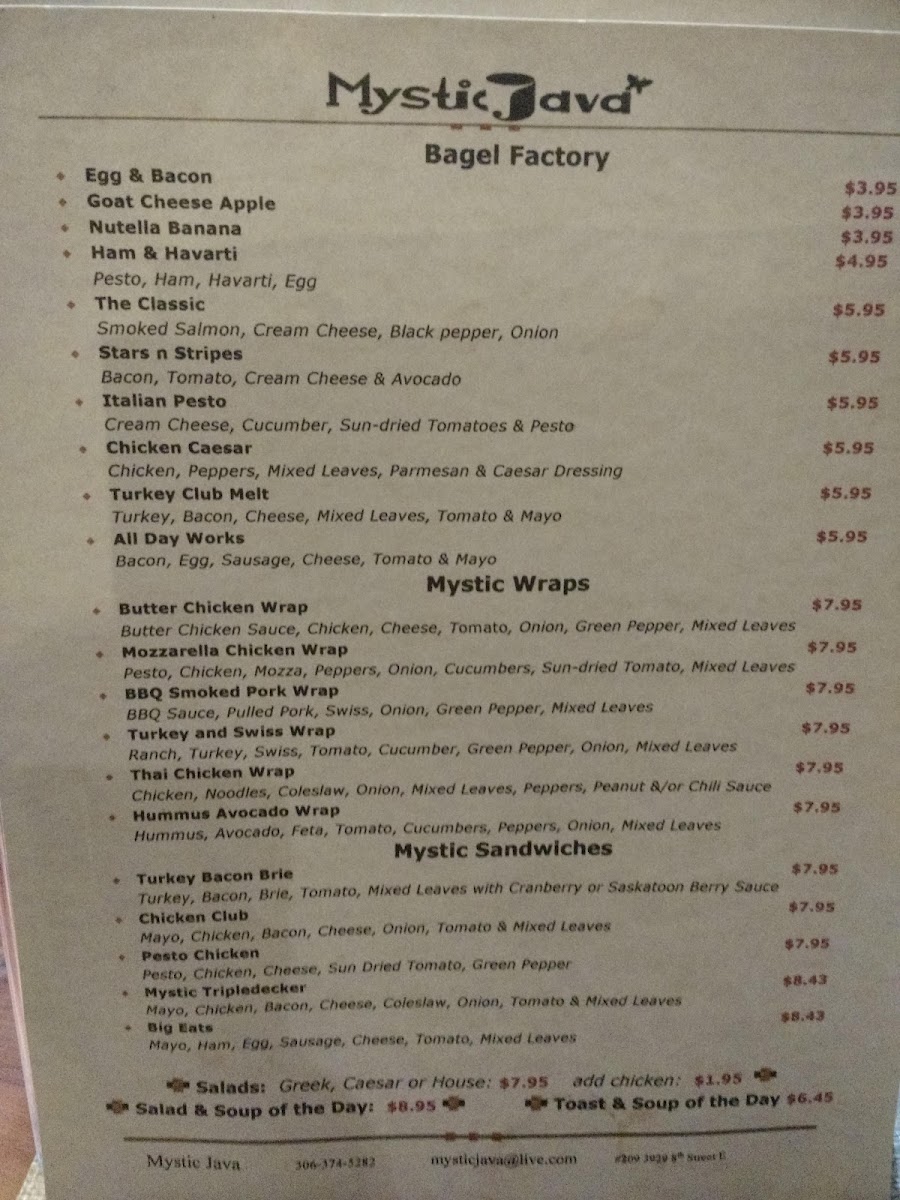 Mystic Java
Bagel Factory
Egg & Bacon $3.95
Goat Cheese Apple $3.95
Nutella Banana $3.95
Ham & Havarti $4.95
Pesto, Ham, Havarti, Egg
The Classic $5.95
Smoked Salmon, Cream Cheese, Black pepper, Onion
Stars n Stripes $5.95
Bacon, Tomato, Cream Cheese & Avocado
Italian Pesto $5.95
Cream Cheese, Cucumber, Sun-dried Tomatoes & Pesto
Chicken Caesar $5.95
Chicken, Peppers, Mixed Leaves, Parmesan & Caesar Dressing
Turkey Club Melt $5.95
Turkey, Bacon, Cheese, Mixed Leaves, Tomato & Mayo
All Day Works $5.95
Bacon, Egg, Sausage, Cheese, Tomato & Mayo
Mystic Wraps
Butter Chicken Wrap $7.95
Butter Chicken Sauce, Chicken, Cheese, Tomato, Onion, Green Pepper, Mixed Leaves
Mozzarella Chicken Wrap $7.95
Pesto, Chicken, Mozza, Peppers, Onion, Cucumbers, Sun-dried Tomato, Mixed Leaves
BBQ Smoked Pork Wrap $7.95
BBQ Sauce, Pulled Pork, Swiss, Onion, Green Pepper, Mixed Leaves
Turkey and Swiss Wrap $7.95
Ranch, Turkey, Swiss, Tomato, Cucumber, Green Pepper, Onion, Mixed Leaves
Thai Chicken Wrap $7.95
Chicken, Noodles, Coleslaw, Onion, Mixed Leaves, Peppers, Peanut &/or Chili Sauce
Hummus Avocado Wrap $7.95
Hummus, Avocado, Feta, Tomato, Cucumbers, Peppers, Onion, Mixed Leaves
Mystic Sandwiches
Turkey Bacon Brie $7.95
Turkey, Bacon, Brie, Tomato, Mixed Leaves with Cranberry or Saskatoon Berry Sauce
Chicken Club $7.95
Mayo, Chicken, Bacon, Cheese, Onion, Tomato & Mixed Leaves
Pesto Chicken $7.95
Pesto, Chicken, Cheese, Sun Dried Tomato, Green Pepper
Mystic Tripledecker $8.43
Mayo, Chicken, Bacon, Cheese, Coleslaw, Onion, Tomato & Mixed Leaves
Big Eats $8.43
Mayo, Ham, Egg, Sausage, Cheese, Tomato, Mixed Leaves
Salads: Greek, Caesar or House: $7.95 add chicken: $1.95
Salad & Soup of the Day: $8.95 Toast & Soup of the Day $6.45
Mystic Java 306-374-5282 mysticjava@live.com #209 3929 8th Street E